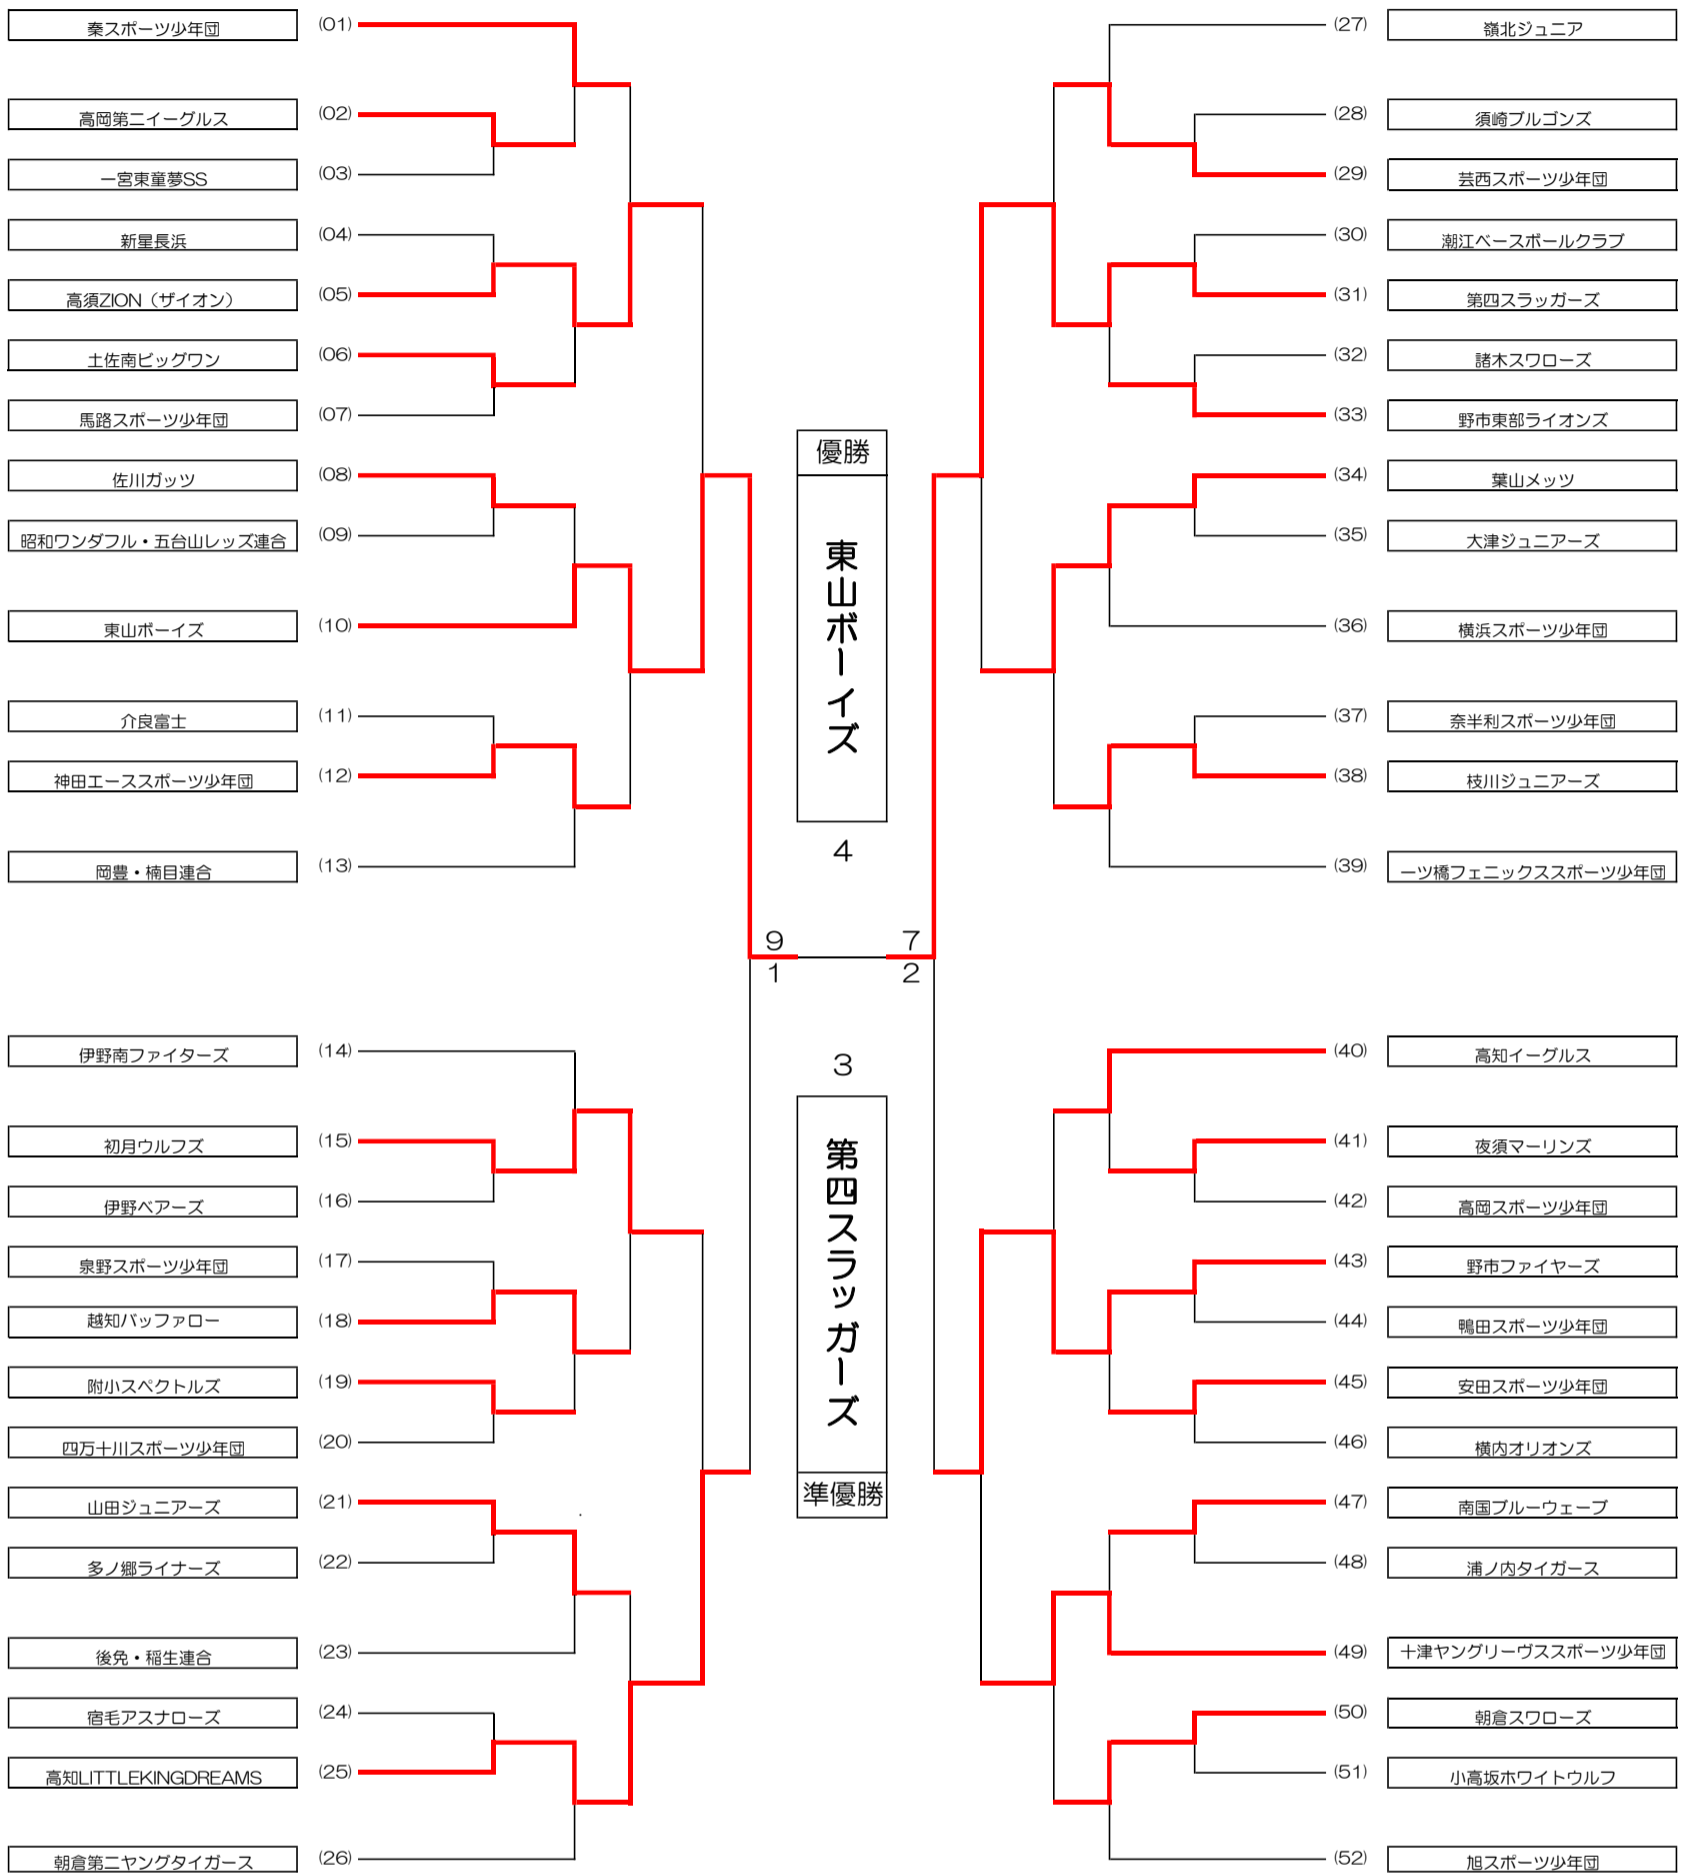 秦スポーツ少年団 (01)
高岡第二イーグルス (02)
一宮東童夢SS (03)
新星長浜 (04)
高須ZION（ザイオン） (05)
土佐南ビッグワン (06)
馬路スポーツ少年団 (07)
佐川ガッツ (08)
昭和ワンダフル・五台山レッズ連合 (09)
東山ボーイズ (10)
介良富士 (11)
神田エーススポーツ少年団 (12)
岡豊・楠目連合 (13)
伊野南ファイターズ (14)
初月ウルフズ (15)
伊野ベアーズ (16)
泉野スポーツ少年団 (17)
越知バッファロー (18)
附小スペクトルズ (19)
四万十川スポーツ少年団 (20)
山田ジュニアーズ (21)
多ノ郷ライナーズ (22)
後免・稲生連合 (23)
宿毛アスナローズ (24)
高知LITTLEKINGDREAMS (25)
朝倉第二ヤングタイガース (26)
優勝
東山ボーイズ
4
9 7
1 2
3
第四スラッガーズ
準優勝
(27) 嶺北ジュニア
(28) 須崎ブルゴンズ
(29) 芸西スポーツ少年団
(30) 潮江ベースボールクラブ
(31) 第四スラッガーズ
(32) 諸木スワローズ
(33) 野市東部ライオンズ
(34) 葉山メッツ
(35) 大津ジュニアーズ
(36) 横浜スポーツ少年団
(37) 奈半利スポーツ少年団
(38) 枝川ジュニアーズ
(39) 一ツ橋フェニックススポーツ少年団
(40) 高知イーグルス
(41) 夜須マーリンズ
(42) 高岡スポーツ少年団
(43) 野市ファイヤーズ
(44) 鴨田スポーツ少年団
(45) 安田スポーツ少年団
(46) 横内オリオンズ
(47) 南国ブルーウェーブ
(48) 浦ノ内タイガース
(49) 十津ヤングリーヴススポーツ少年団
(50) 朝倉スワローズ
(51) 小高坂ホワイトウルフ
(52) 旭スポーツ少年団